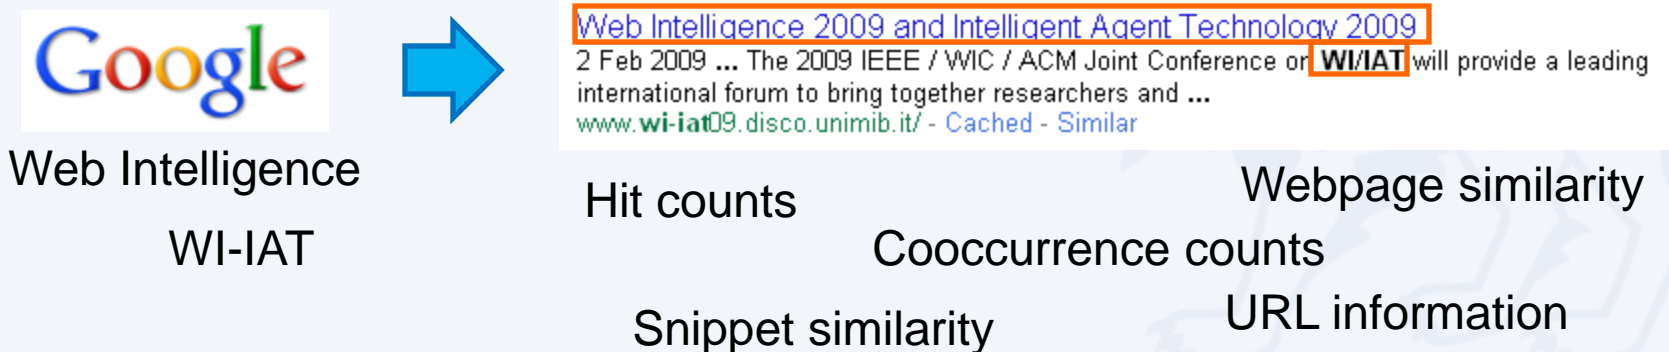 Google
Web Intelligence 2009 and Intelligent Agent Technology 2009
2 Feb 2009 ... The 2009 IEEE / WIC / ACM Joint Conference on WI/IAT will provide a leading
international forum to bring together researchers and ...
www.wi-iat09.disco.unimib.it/ - Cached - Similar
Web Intelligence
WI-IAT
Hit counts
Webpage similarity
Cooccurrence counts
Snippet similarity
URL information